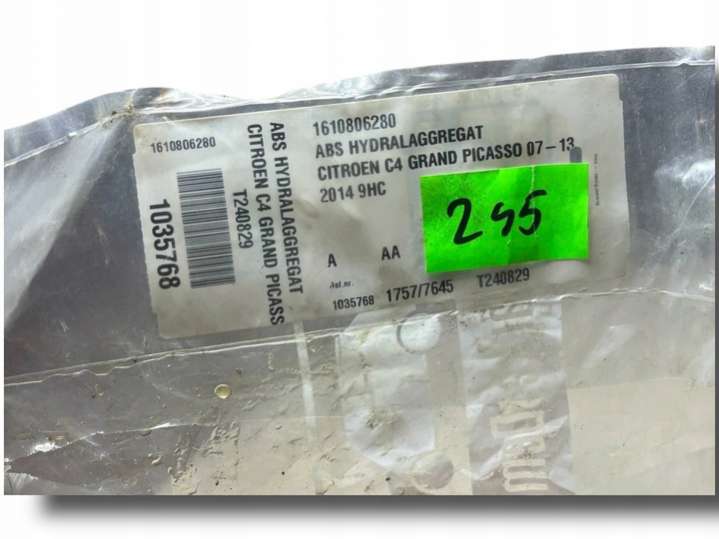 1610806280
1035768
ABS HYDRALAGGREGAT
CITROEN C4 GRAND PICASS
T240829
1610806280
ABS HYDRALAGGREGAT
CITROEN C4 GRAND PICASSO 07-13
2014 9HC
A AA
1035768 1757/7645 T240829
295